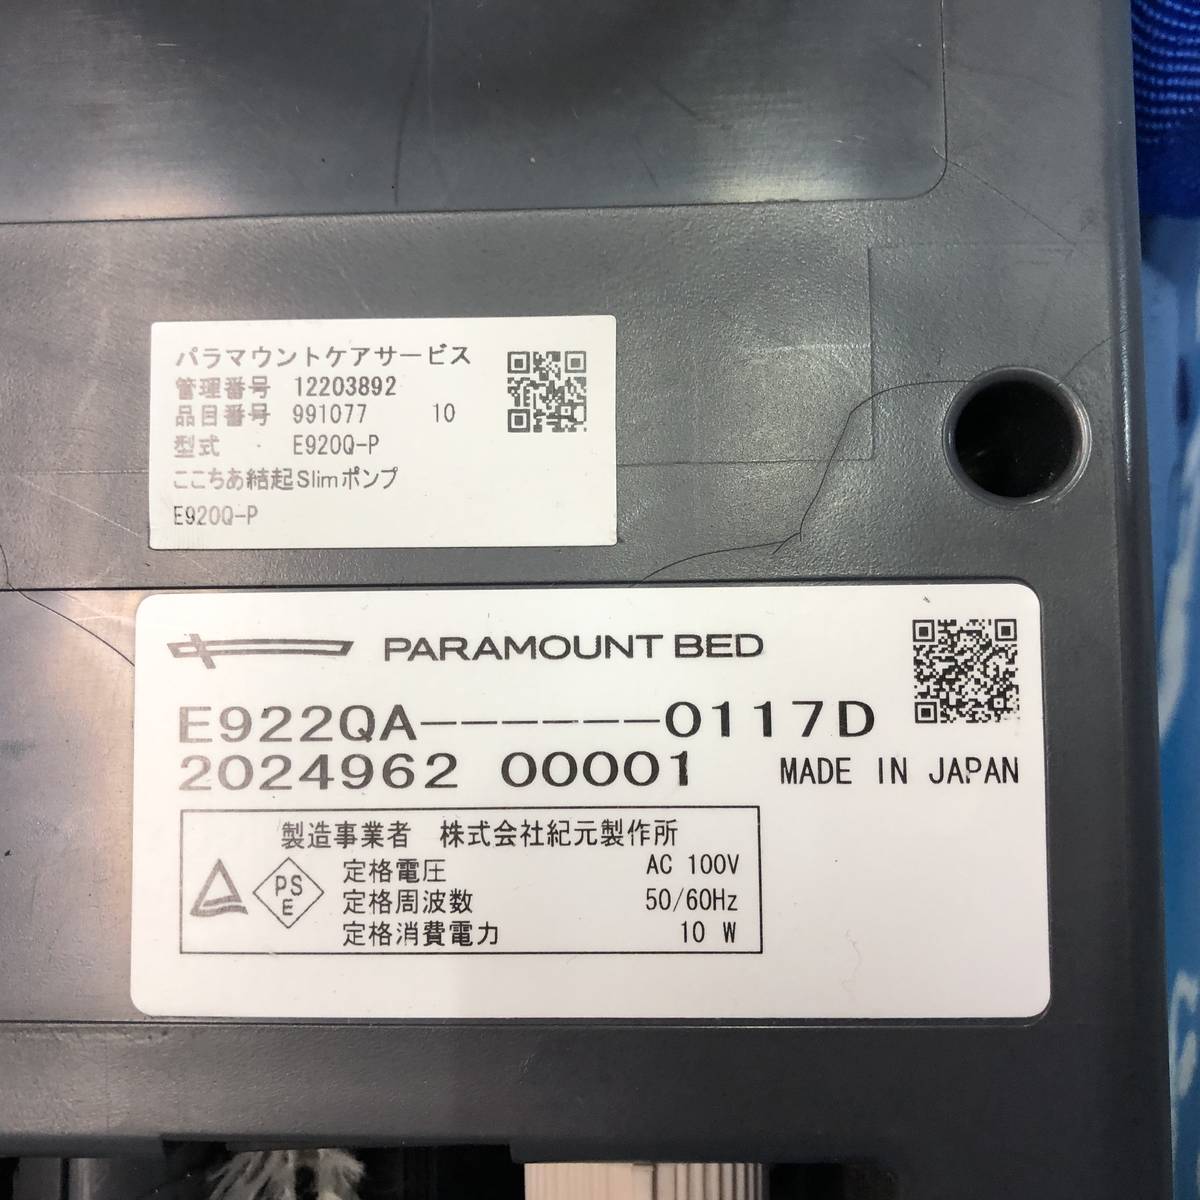 パラマウントケアサービス
管理番号 12203892
品目番号 991077 10
型式 E920Q-P
ここちあ結起Slimポンプ
E920Q-P
PARAMOUNT BED
E922QA------0117D
2024962 00001 MADE IN JAPAN
製造事業者 株式会社紀元製作所
PS
E
定格電圧 AC 100V
定格周波数 50/60Hz
定格消費電力 10 W